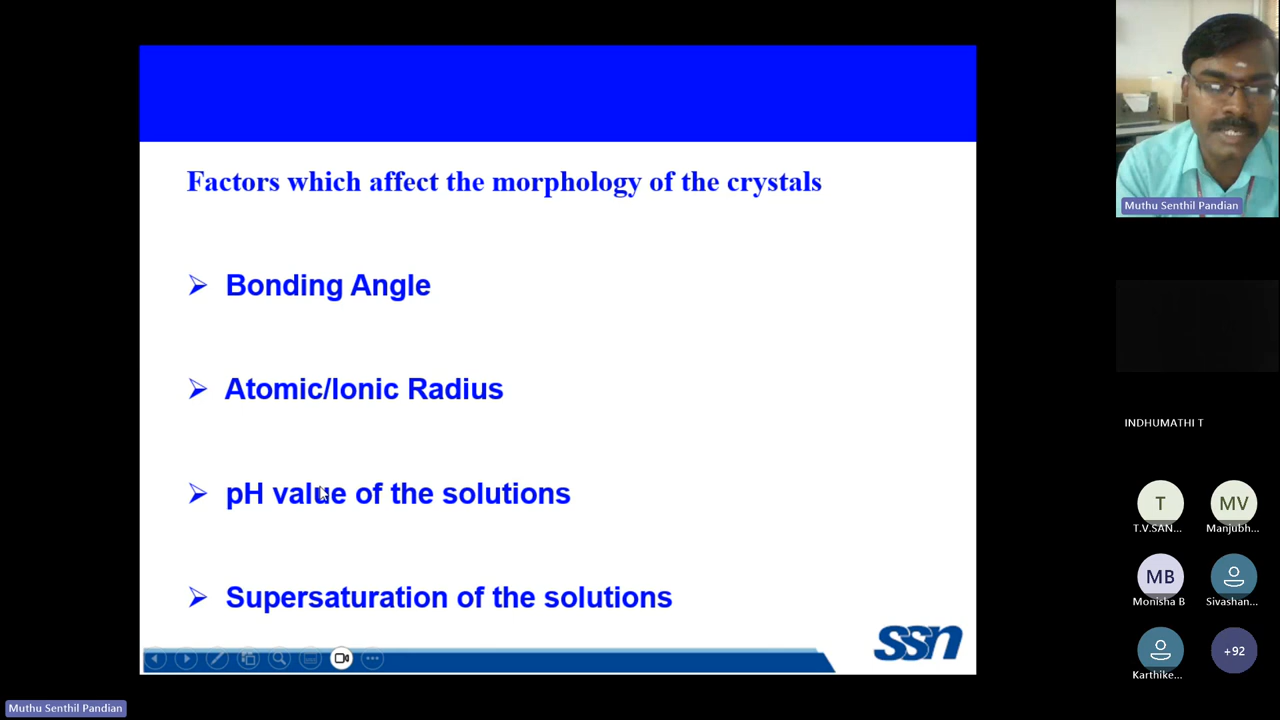 Factors which affect the morphology of the crystals
Bonding Angle
Atomic/Ionic Radius
pH value of the solutions
Supersaturation of the solutions
ssn
Muthu Senthil Pandian
INDHUMATHI T
T
MV
T.V.SAN...
Manjubh...
MB
Monisha B
Sivashan...
+92
Karthike...
Muthu Senthil Pandian